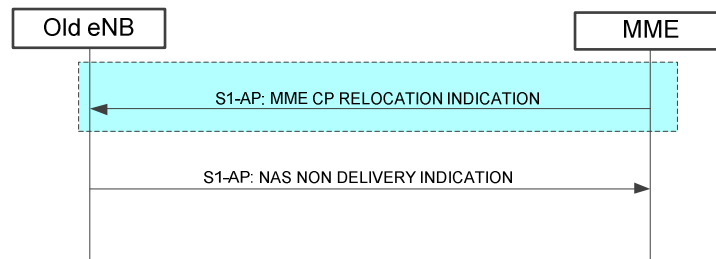 Old eNB
MME
S1-AP: MME CP RELOCATION INDICATION
S1-AP: NAS NON DELIVERY INDICATION